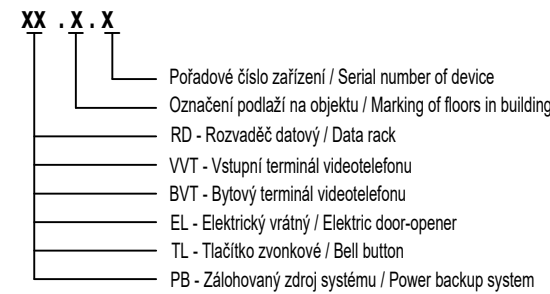 XX . X . X
Pořadové číslo zařízení / Serial number of device
Označení podlaží na objektu / Marking of floors in building
RD - Rozvaděč datový / Data rack
VVT - Vstupní terminál videotelefonu
BVT - Bytový terminál videotelefonu
EL - Elektrický vrátný / Elektric door-opener
TL - Tlačítko zvonkové / Bell button
PB - Zálohovaný zdroj systému / Power backup system